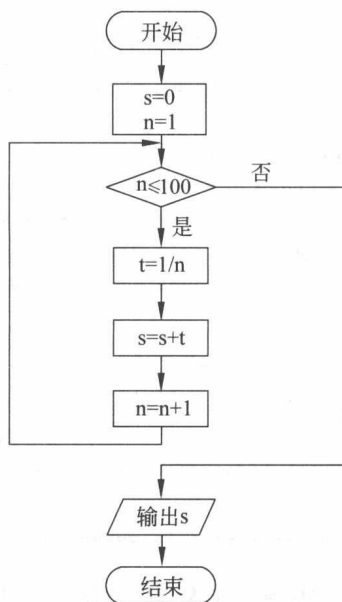 开始
s=0
n=1
n≤100
否
是
t=1/n
s=s+t
n=n+1
输出s
结束